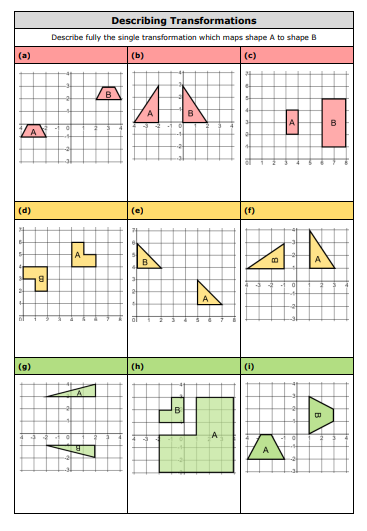 Describing Transformations
Describe fully the single transformation which maps shape A to shape B
(a) (b) (c)
A B
A B
A B
(d) (e) (f)
A B
B A
B A
(g) (h) (i)
A B
B A
A B